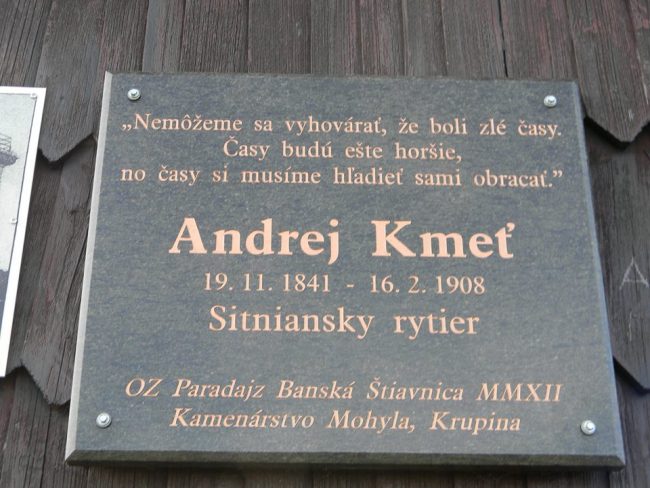 „Nemôžeme sa vyhovárať, že boli zlé časy.
Časy budú ešte horšie,
no časy si musíme hľadieť sami obracať.”
Andrej Kmeť
19. 11. 1841 - 16. 2. 1908
Sitniansky rytier
OZ Paradajz Banská Štiavnica MMXII
Kamenárstvo Mohyla, Krupina